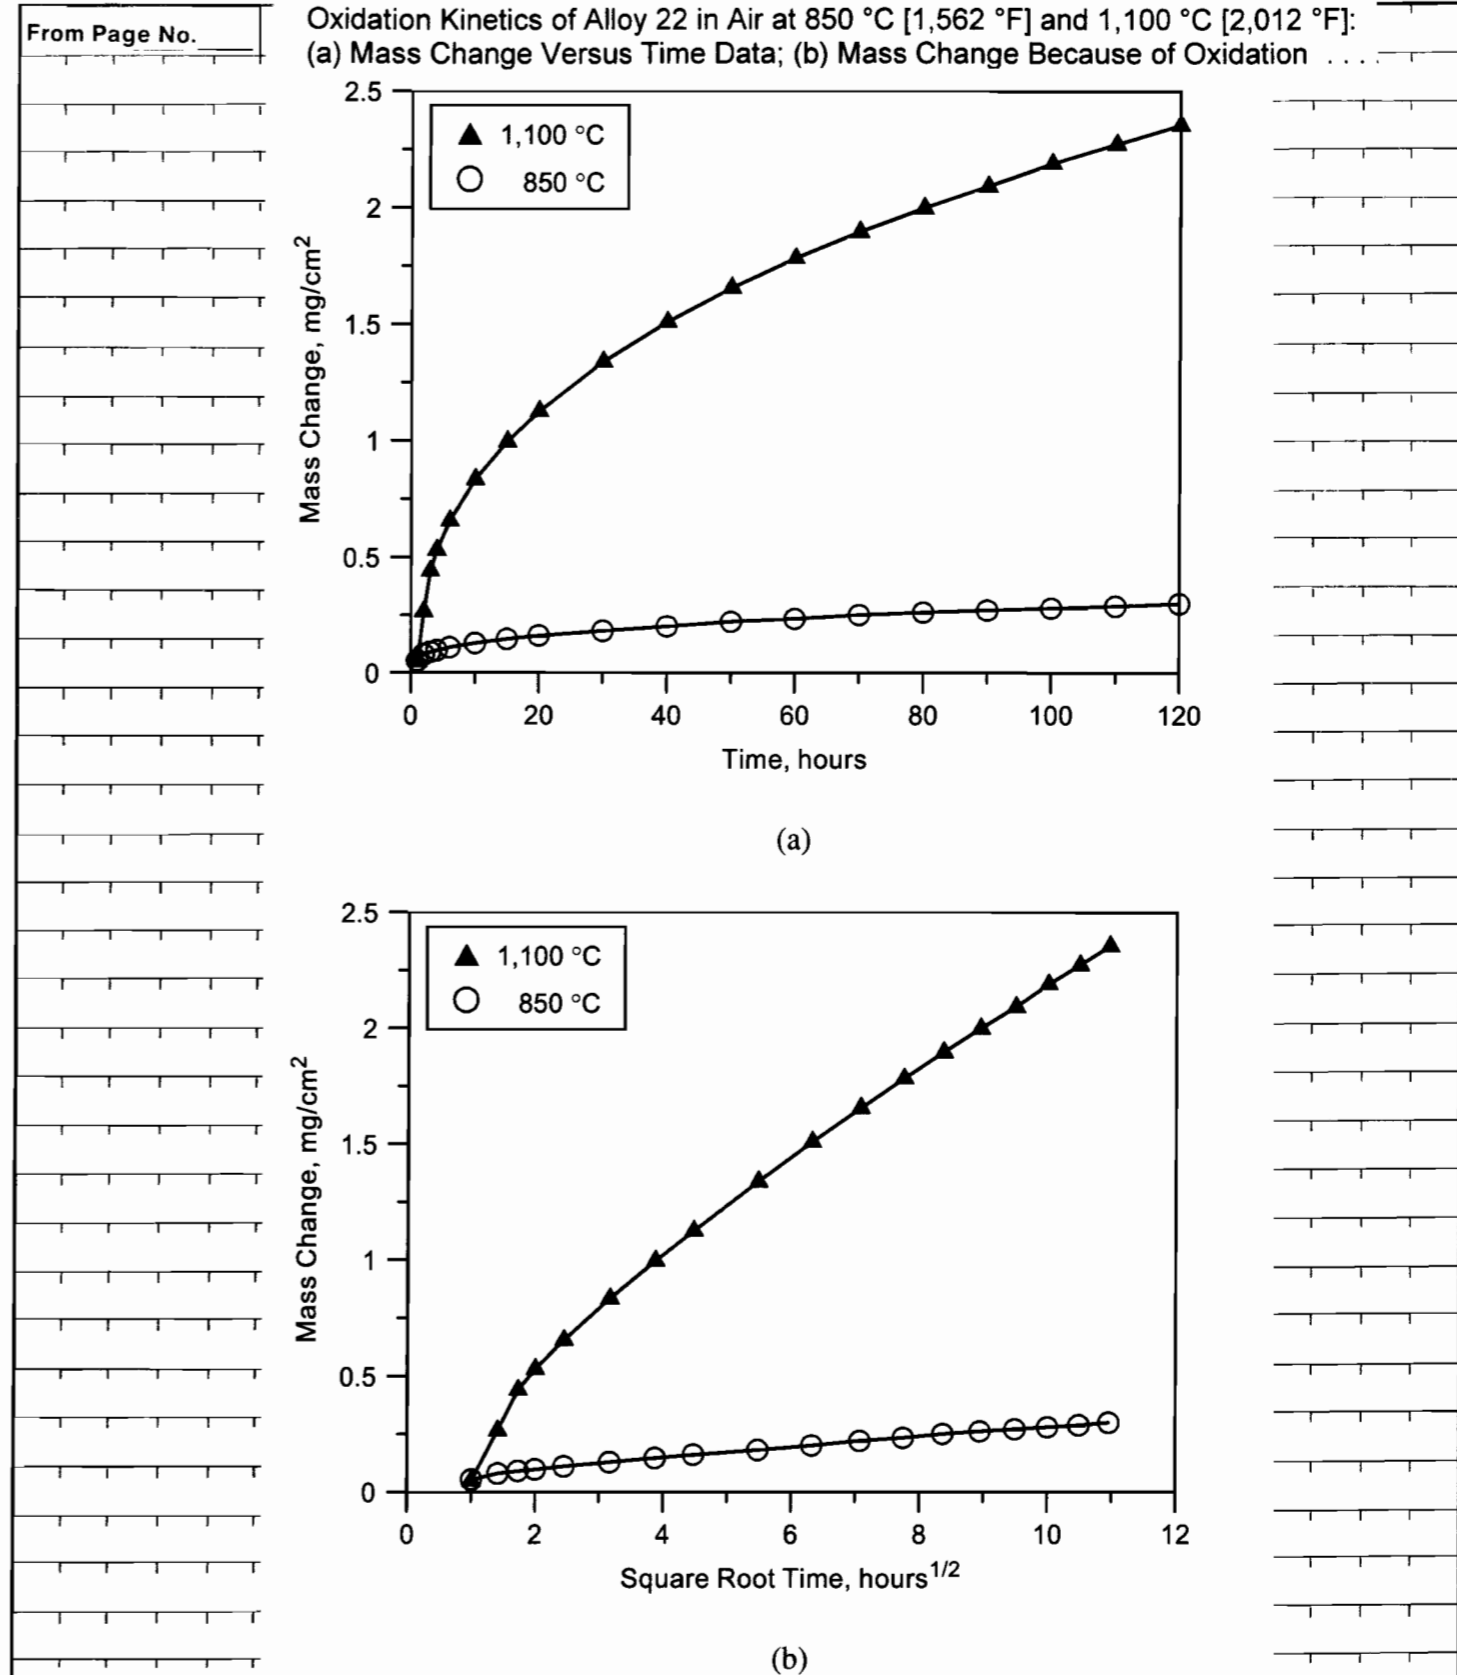 From Page No.
Oxidation Kinetics of Alloy 22 in Air at 850 °C [1,562 °F] and 1,100 °C [2,012 °F]:
(a) Mass Change Versus Time Data; (b) Mass Change Because of Oxidation . . . .
2.5
2
1.5
1
0.5
0
Mass Change, mg/cm²
1,100 °C
850 °C
0 20 40 60 80 100 120
Time, hours
(a)
2.5
2
1.5
1
0.5
0
Mass Change, mg/cm²
1,100 °C
850 °C
0 2 4 6 8 10 12
Square Root Time, hours^1/2
(b)